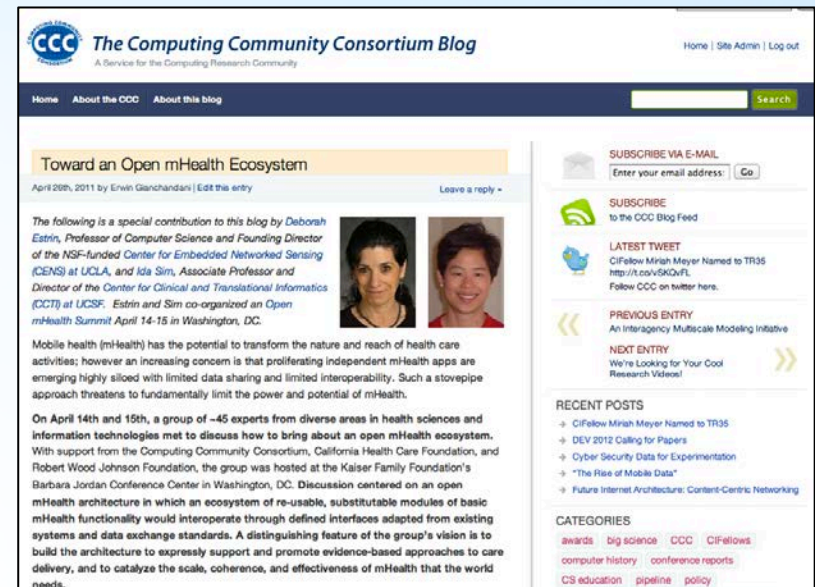 CCC
COMPUTING COMMUNITY
CONSORTIUM
The Computing Community Consortium Blog
A Service for the Computing Research Community
Home | Site Admin | Log out
Home About the CCC About this blog
Search
Toward an Open mHealth Ecosystem
April 26th, 2011 by Erwin Gianchandani | Edit this entry
Leave a reply »
The following is a special contribution to this blog by Deborah
Estrin, Professor of Computer Science and Founding Director
of the NSF-funded Center for Embedded Networked Sensing
(CENS) at UCLA, and Ida Sim, Associate Professor and
Director of the Center for Clinical and Translational Informatics
(CCTI) at UCSF. Estrin and Sim co-organized an Open
mHealth Summit April 14-15 in Washington, DC.
Mobile health (mHealth) has the potential to transform the nature and reach of health care
activities; however an increasing concern is that proliferating independent mHealth apps are
emerging highly siloed with limited data sharing and limited interoperability. Such a stovepipe
approach threatens to fundamentally limit the power and potential of mHealth.
On April 14th and 15th, a group of ~45 experts from diverse areas in health sciences and
information technologies met to discuss how to bring about an open mHealth ecosystem.
With support from the Computing Community Consortium, California Health Care Foundation, and
Robert Wood Johnson Foundation, the group was hosted at the Kaiser Family Foundation's
Barbara Jordan Conference Center in Washington, DC. Discussion centered on an open
mHealth architecture in which an ecosystem of re-usable, substitutable modules of basic
mHealth functionality would interoperate through defined interfaces adapted from existing
systems and data exchange standards. A distinguishing feature of the group's vision is to
build the architecture to expressly support and promote evidence-based approaches to care
delivery, and to catalyze the scale, coherence, and effectiveness of mHealth that the world
needs.
SUBSCRIBE VIA E-MAIL
Enter your email address: Go
SUBSCRIBE
to the CCC Blog Feed
LATEST TWEET
CIFellow Miriah Meyer Named to TR35
http://t.co/vSKQvFL
Follow CCC on twitter here.
PREVIOUS ENTRY
An Interagency Multiscale Modeling Initiative
NEXT ENTRY
We're Looking for Your Cool
Research Videos!
RECENT POSTS
CIFellow Miriah Meyer Named to TR35
DEV 2012 Calling for Papers
Cyber Security Data for Experimentation
"The Rise of Mobile Data"
Future Internet Architecture: Content-Centric Networking
CATEGORIES
awards big science CCC CIFellows
computer history conference reports
CS education pipeline policy